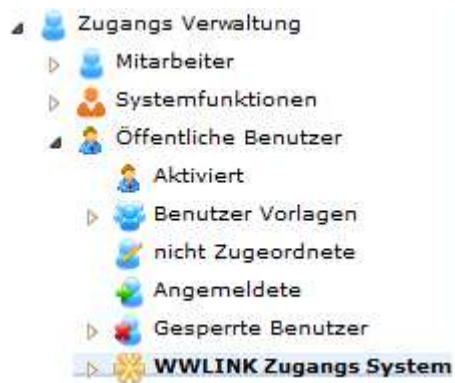 Zugangs Verwaltung
Mitarbeiter
Systemfunktionen
Öffentliche Benutzer
Aktiviert
Benutzer Vorlagen
nicht Zugeordnete
Angemeldete
Gesperrte Benutzer
WWLINK Zugangs System